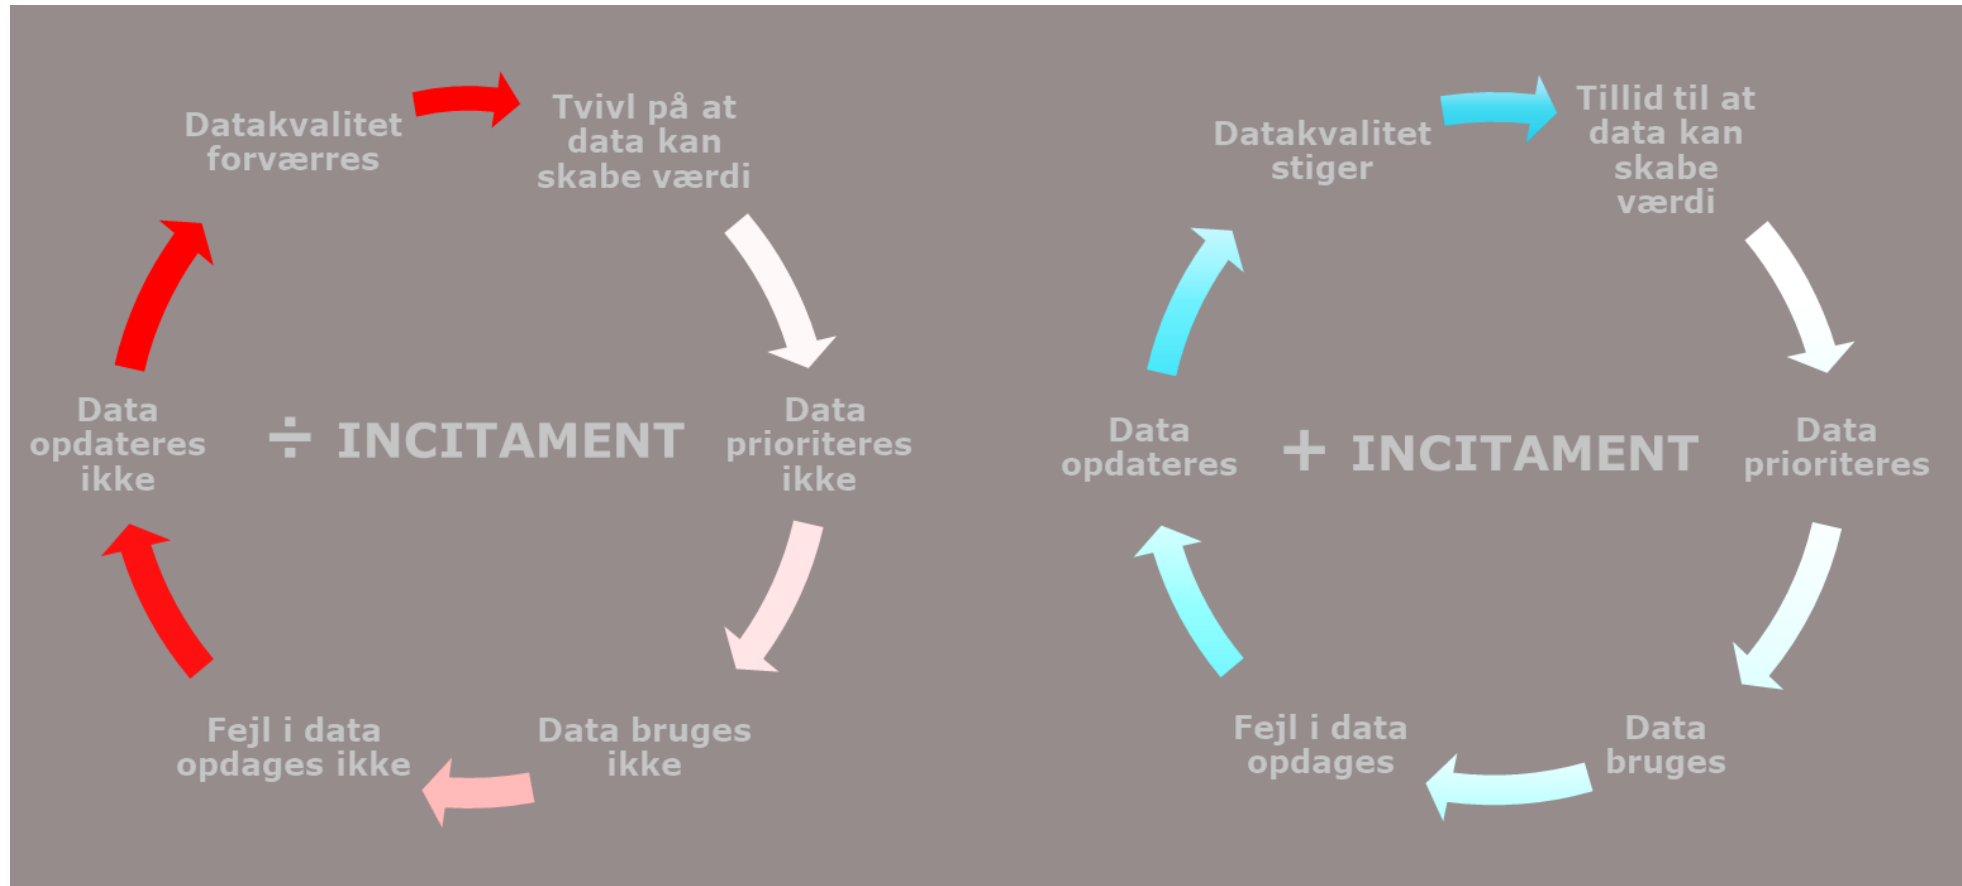 Datakvalitet
forværres
Tvivl på at
data kan
skabe værdi
Data
prioriteres
ikke
Data bruges
ikke
Fejl i data
opdages ikke
Data
opdateres
ikke
÷ INCITAMENT
Datakvalitet
stiger
Tillid til at
data kan
skabe
værdi
Data
prioriteres
Data
bruges
Fejl i data
opdages
Data
opdateres
+ INCITAMENT